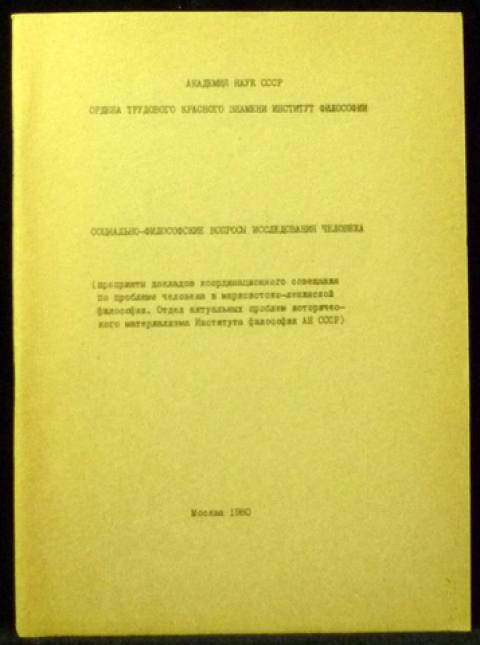 АКАДЕМИЯ НАУК СССР
ОРДЕНА ТРУДОВОГО КРАСНОГО ЗНАМЕНИ ИНСТИТУТ ФИЛОСОФИИ
СОЦИАЛЬНО-ФИЛОСОФСКИЕ ВОПРОСЫ ИССЛЕДОВАНИЯ ЧЕЛОВЕКА
(препринты докладов координационного совещания
по проблеме человека в марксистско-ленинской
философии. Отдел актуальных проблем историчес-
кого материализма Института философии АН СССР)
Москва 1980